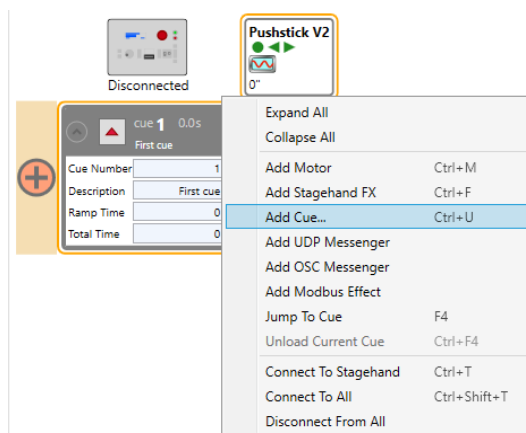 Pushstick V2
0"
Disconnected
cue 1 0.0s
First cue
Cue Number 1
Description First cue
Ramp Time 0
Total Time 0
Expand All
Collapse All
Add Motor Ctrl+M
Add Stagehand FX Ctrl+F
Add Cue... Ctrl+U
Add UDP Messenger
Add OSC Messenger
Add Modbus Effect
Jump To Cue F4
Unload Current Cue Ctrl+F4
Connect To Stagehand Ctrl+T
Connect To All Ctrl+Shift+T
Disconnect From All